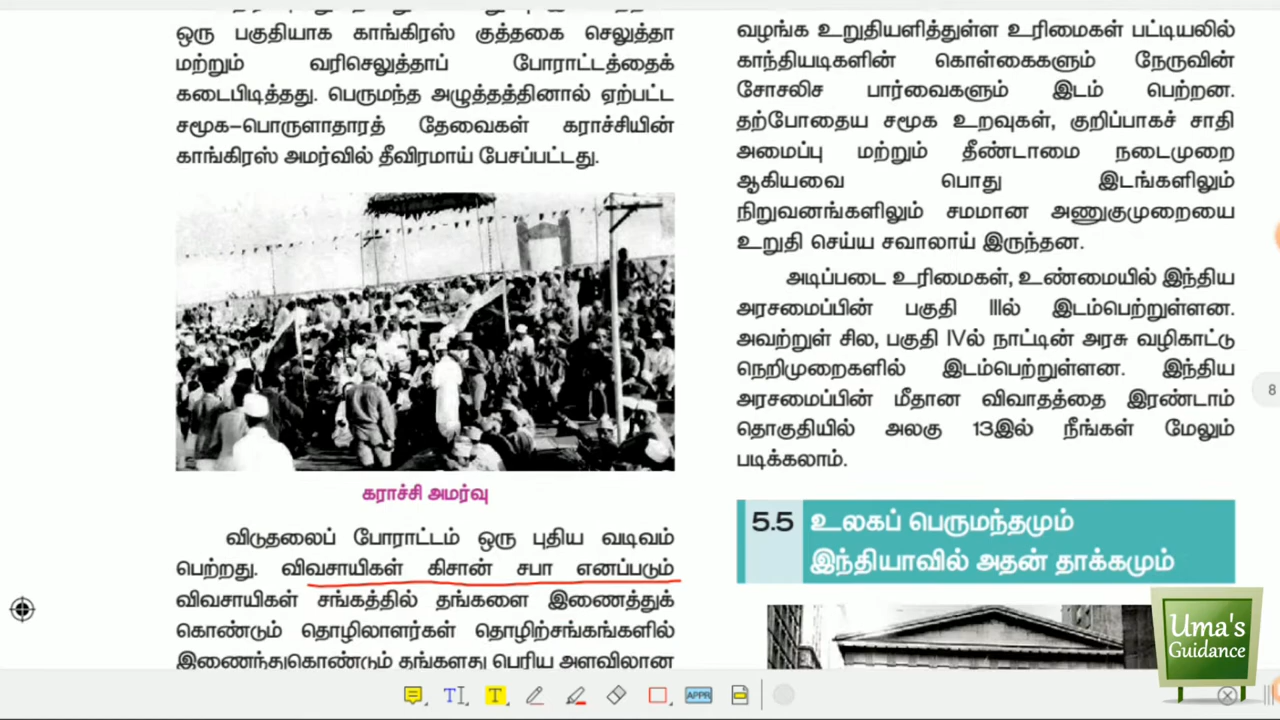 ஒரு பகுதியாக காங்கிரஸ் குத்தகை செலுத்தா
மற்றும் வரிசெலுத்தாப் போராட்டத்தைக்
கடைபிடித்தது. பெருமந்த அழுத்தத்தினால் ஏற்பட்ட
சமூக–பொருளாதாரத் தேவைகள் கராச்சியின்
காங்கிரஸ் அமர்வில் தீவிரமாய் பேசப்பட்டது.
கராச்சி அமர்வு
விடுதலைப் போராட்டம் ஒரு புதிய வடிவம்
பெற்றது. விவசாயிகள் கிசான் சபா எனப்படும்
விவசாயிகள் சங்கத்தில் தங்களை இணைத்துக்
கொண்டும் தொழிலாளர்கள் தொழிற்சங்கங்களில்
இணைந்துகொண்டும் தங்களது பெரிய அளவிலான
வழங்க உறுதியளித்துள்ள உரிமைகள் பட்டியலில்
காந்தியடிகளின் கொள்கைகளும் நேருவின்
சோசலிச பார்வைகளும் இடம் பெற்றன.
தற்போதைய சமூக உறவுகள், குறிப்பாகச் சாதி
அமைப்பு மற்றும் தீண்டாமை நடைமுறை
ஆகியவை பொது இடங்களிலும்
நிறுவனங்களிலும் சமமான அணுகுமுறையை
உறுதி செய்ய சவாலாய் இருந்தன.
அடிப்படை உரிமைகள், உண்மையில் இந்திய
அரசமைப்பின் பகுதி IIIல் இடம்பெற்றுள்ளன.
அவற்றுள் சில, பகுதி IVல் நாட்டின் அரசு வழிகாட்டு
நெறிமுறைகளில் இடம்பெற்றுள்ளன. இந்திய
அரசமைப்பின் மீதான விவாதத்தை இரண்டாம்
தொகுதியில் அலகு 13இல் நீங்கள் மேலும்
படிக்கலாம்.
5.5 உலகப் பெருமந்தமும்
இந்தியாவில் அதன் தாக்கமும்
8
Uma's
Guidance
T T APPR